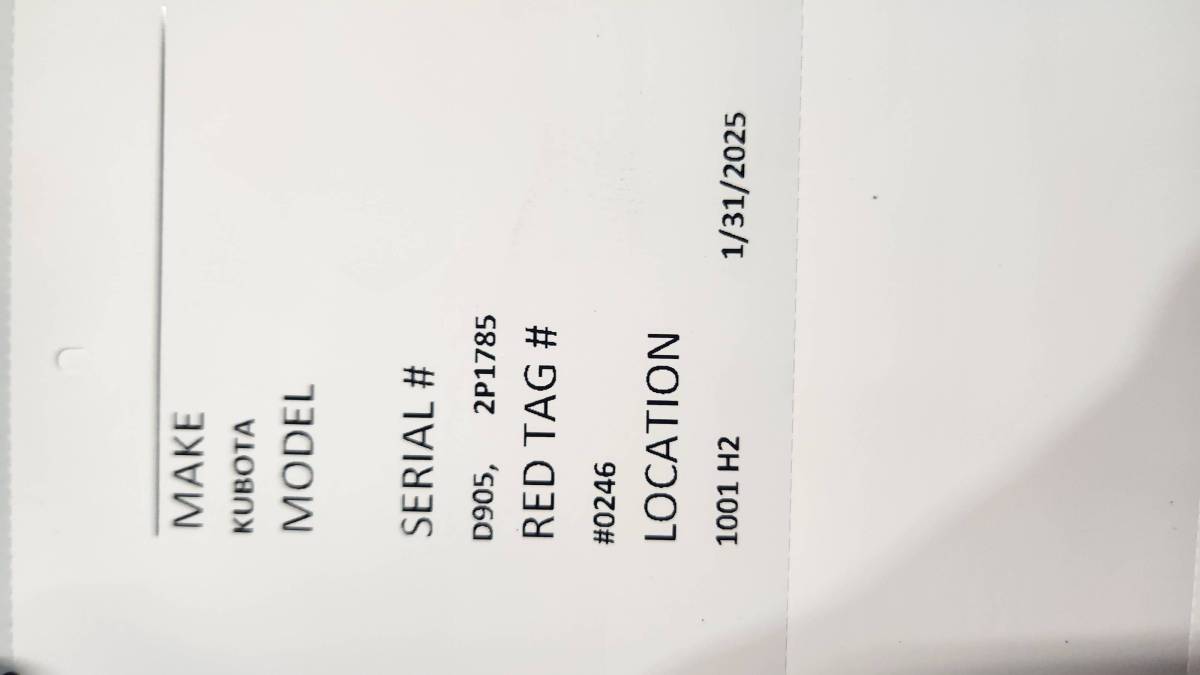 MAKE
KUBOTA
MODEL
SERIAL #
D905, 2P1785
RED TAG #
#0246
LOCATION
1001 H2 1/31/2025